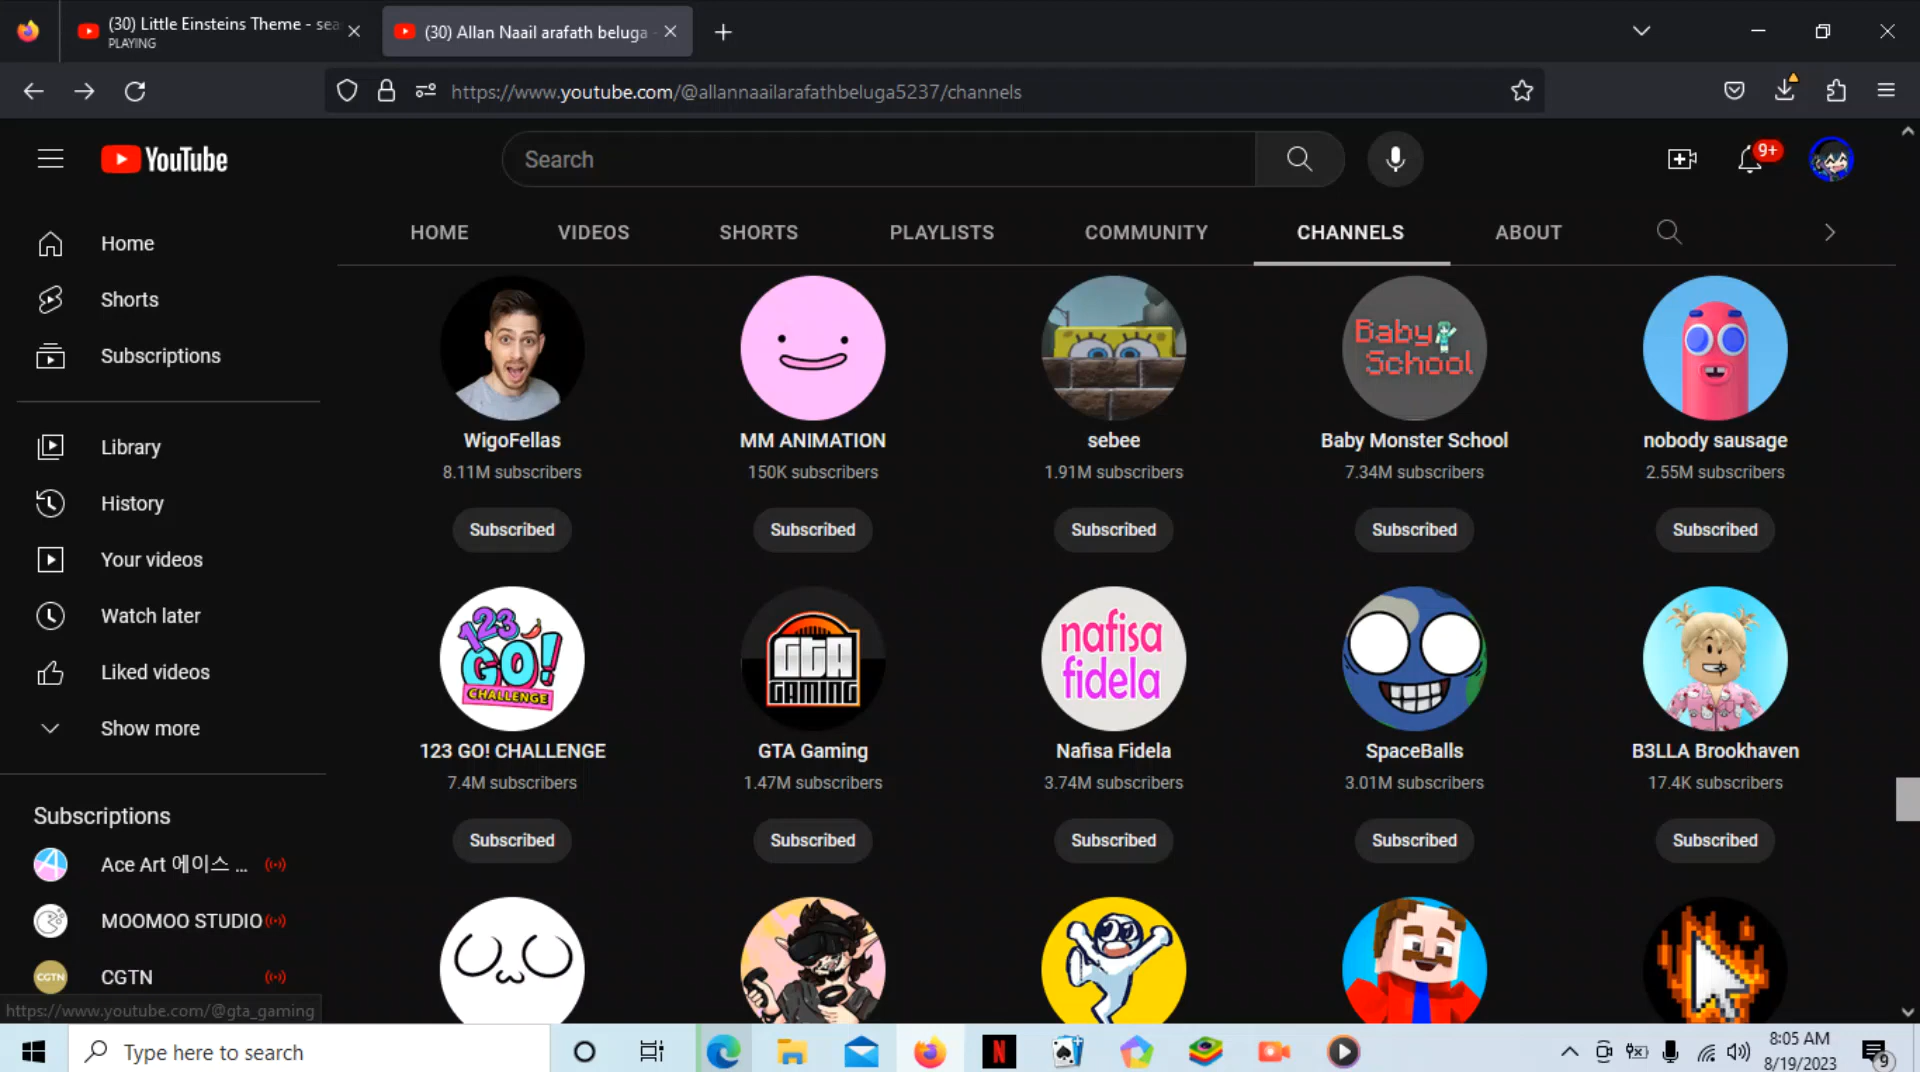 (30) Little Einsteins Theme - sea
PLAYING
(30) Allan Naail arafath beluga -
https://www.youtube.com/@allannaailarafathbeluga5237/channels
YouTube
Search
9+
HOME
VIDEOS
SHORTS
PLAYLISTS
COMMUNITY
CHANNELS
ABOUT
Home
Shorts
Subscriptions
Library
History
Your videos
Watch later
Liked videos
Show more
Subscriptions
Ace Art 에이스 ...
MOOMOO STUDIO
CGTN
CGTN
https://www.youtube.com/@gta_gaming
Baby
School
WigoFellas
MM ANIMATION
sebee
Baby Monster School
nobody sausage
8.11M subscribers
150K subscribers
1.91M subscribers
7.34M subscribers
2.55M subscribers
Subscribed
Subscribed
Subscribed
Subscribed
Subscribed
123
GO!
CHALLENGE
GTA
GAMING
nafisa
fidela
123 GO! CHALLENGE
GTA Gaming
Nafisa Fidela
SpaceBalls
B3LLA Brookhaven
7.4M subscribers
1.47M subscribers
3.74M subscribers
3.01M subscribers
17.4K subscribers
Subscribed
Subscribed
Subscribed
Subscribed
Subscribed
Type here to search
N
8:05 AM
8/19/2023
9